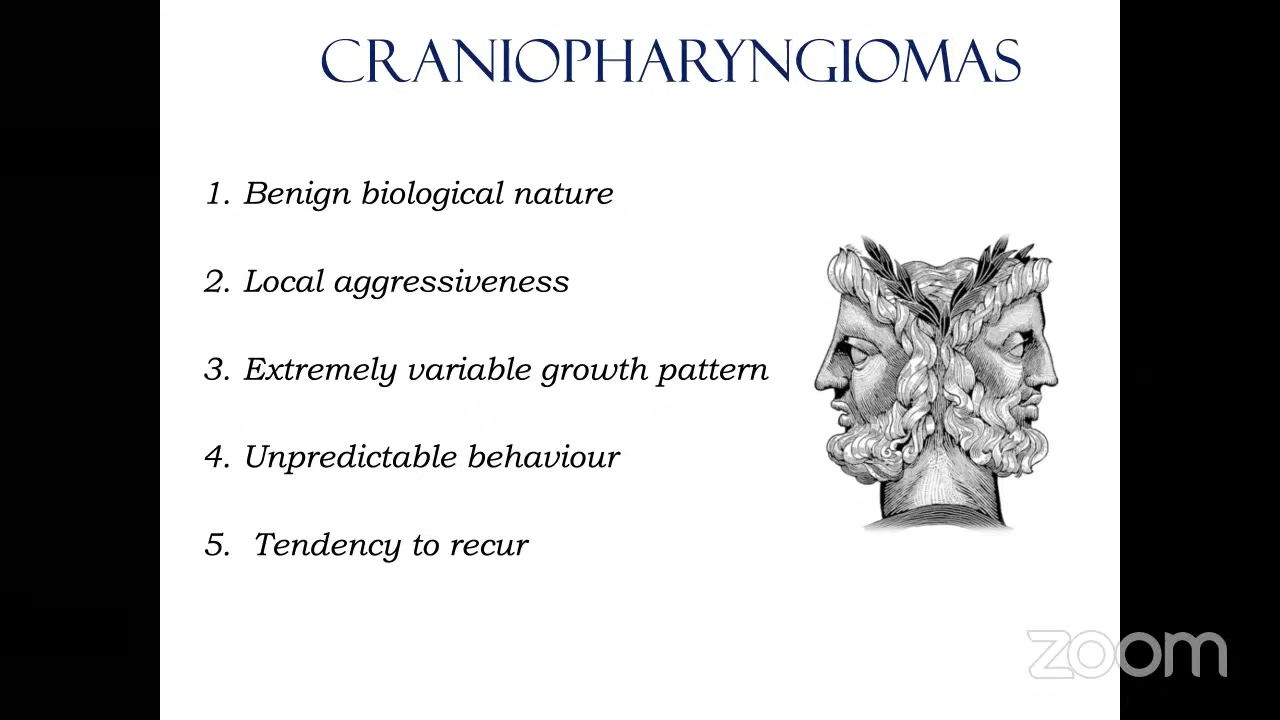 CRANIOPHARYNGIOMAS
1. Benign biological nature
2. Local aggressiveness
3. Extremely variable growth pattern
4. Unpredictable behaviour
5. Tendency to recur
zoom